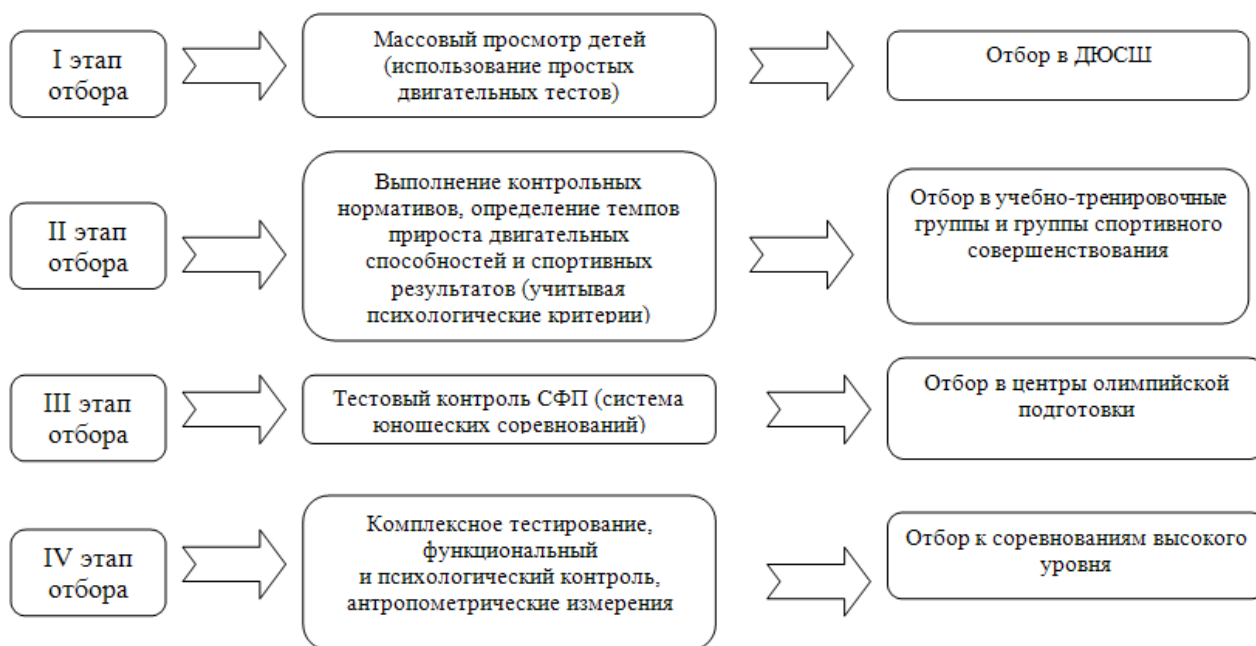 I этап
отбора
Массовый просмотр детей
(использование простых
двигательных тестов)
Отбор в ДЮСШ
II этап
отбора
Выполнение контрольных
нормативов, определение темпов
прироста двигательных
способностей и спортивных
результатов (учитывая
психологические критерии)
Отбор в учебно-тренировочные
группы и группы спортивного
совершенствования
III этап
отбора
Тестовый контроль СФП (система
юношеских соревнований)
Отбор в центры олимпийской
подготовки
IV этап
отбора
Комплексное тестирование,
функциональный
и психологический контроль,
антропометрические измерения
Отбор к соревнованиям высокого
уровня